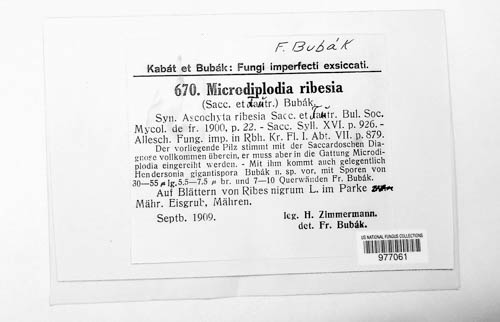 F. Bubák
Kabát et Bubák: Fungi imperfecti exsiccati.
670. Microdiplodia ribesia
(Sacc. et Fautr.) Bubák.
Syn. Ascochyta ribesia Sacc. et Fautr. Bul. Soc.
Mycol. de fr. 1900, p. 22. - Sacc. Syll. XVI. p. 926. -
Allesch. Fung. imp. in Rbh. Kr. Fl. I. Abt. VII. p. 879.
Der vorliegende Pilz stimmt mit der Saccardoschen Dia-
gnose vollkommen überein, er muss aber in die Gattung Microdi-
plodia eingereiht werden. - Mit ihm kommt auch gelegentlich
Hendersonia gigantispora Bubák n. sp. vor, mit Sporen von
30—55 µ lg. 5.5—7.5 µ br. und 7—10 Querwänden Fr. Bubák.
Auf Blättern von Ribes nigrum L. im Parke
Mähr. Eisgrub, Mähren.
Septb. 1909.
leg. H. Zimmermann.
det. Fr. Bubák.
US NATIONAL FUNGUS COLLECTIONS
977061